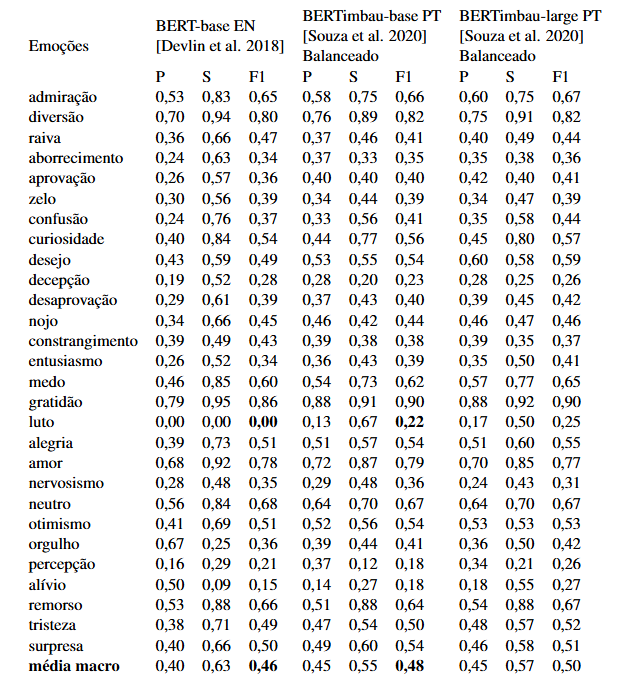 BERT-base EN BERTimbau-base PT BERTimbau-large PT
Emoções [Devlin et al. 2018] [Souza et al. 2020] [Souza et al. 2020]
Balanceado Balanceado
P S F1 P S F1 P S F1
admiração 0,53 0,83 0,65 0,58 0,75 0,66 0,60 0,75 0,67
diversão 0,70 0,94 0,80 0,76 0,89 0,82 0,75 0,91 0,82
raiva 0,36 0,66 0,47 0,37 0,46 0,41 0,40 0,49 0,44
aborrecimento 0,24 0,63 0,34 0,37 0,33 0,35 0,35 0,38 0,36
aprovação 0,26 0,57 0,36 0,40 0,40 0,40 0,42 0,40 0,41
zelo 0,30 0,56 0,39 0,34 0,44 0,39 0,34 0,47 0,39
confusão 0,24 0,76 0,37 0,33 0,56 0,41 0,35 0,58 0,44
curiosidade 0,40 0,84 0,54 0,44 0,77 0,56 0,45 0,80 0,57
desejo 0,43 0,59 0,49 0,53 0,55 0,54 0,60 0,58 0,59
decepção 0,19 0,52 0,28 0,28 0,20 0,23 0,28 0,25 0,26
desaprovação 0,29 0,61 0,39 0,37 0,43 0,40 0,39 0,45 0,42
nojo 0,34 0,66 0,45 0,46 0,42 0,44 0,46 0,47 0,46
constrangimento 0,39 0,49 0,43 0,39 0,38 0,38 0,39 0,35 0,37
entusiasmo 0,26 0,52 0,34 0,36 0,43 0,39 0,35 0,50 0,41
medo 0,46 0,85 0,60 0,54 0,73 0,62 0,57 0,77 0,65
gratidão 0,79 0,95 0,86 0,88 0,91 0,90 0,88 0,92 0,90
luto 0,00 0,00 0,00 0,13 0,67 0,22 0,17 0,50 0,25
alegria 0,39 0,73 0,51 0,51 0,57 0,54 0,51 0,60 0,55
amor 0,68 0,92 0,78 0,72 0,87 0,79 0,70 0,85 0,77
nervosismo 0,28 0,48 0,35 0,29 0,48 0,36 0,24 0,43 0,31
neutro 0,56 0,84 0,68 0,64 0,70 0,67 0,64 0,70 0,67
otimismo 0,41 0,69 0,51 0,52 0,56 0,54 0,53 0,53 0,53
orgulho 0,67 0,25 0,36 0,39 0,44 0,41 0,36 0,50 0,42
percepção 0,16 0,29 0,21 0,37 0,12 0,18 0,34 0,21 0,26
alívio 0,50 0,09 0,15 0,14 0,27 0,18 0,18 0,55 0,27
remorso 0,53 0,88 0,66 0,51 0,88 0,64 0,54 0,88 0,67
tristeza 0,38 0,71 0,49 0,47 0,54 0,50 0,48 0,57 0,52
surpresa 0,40 0,66 0,50 0,49 0,60 0,54 0,46 0,58 0,51
média macro 0,40 0,63 0,46 0,45 0,55 0,48 0,45 0,57 0,50